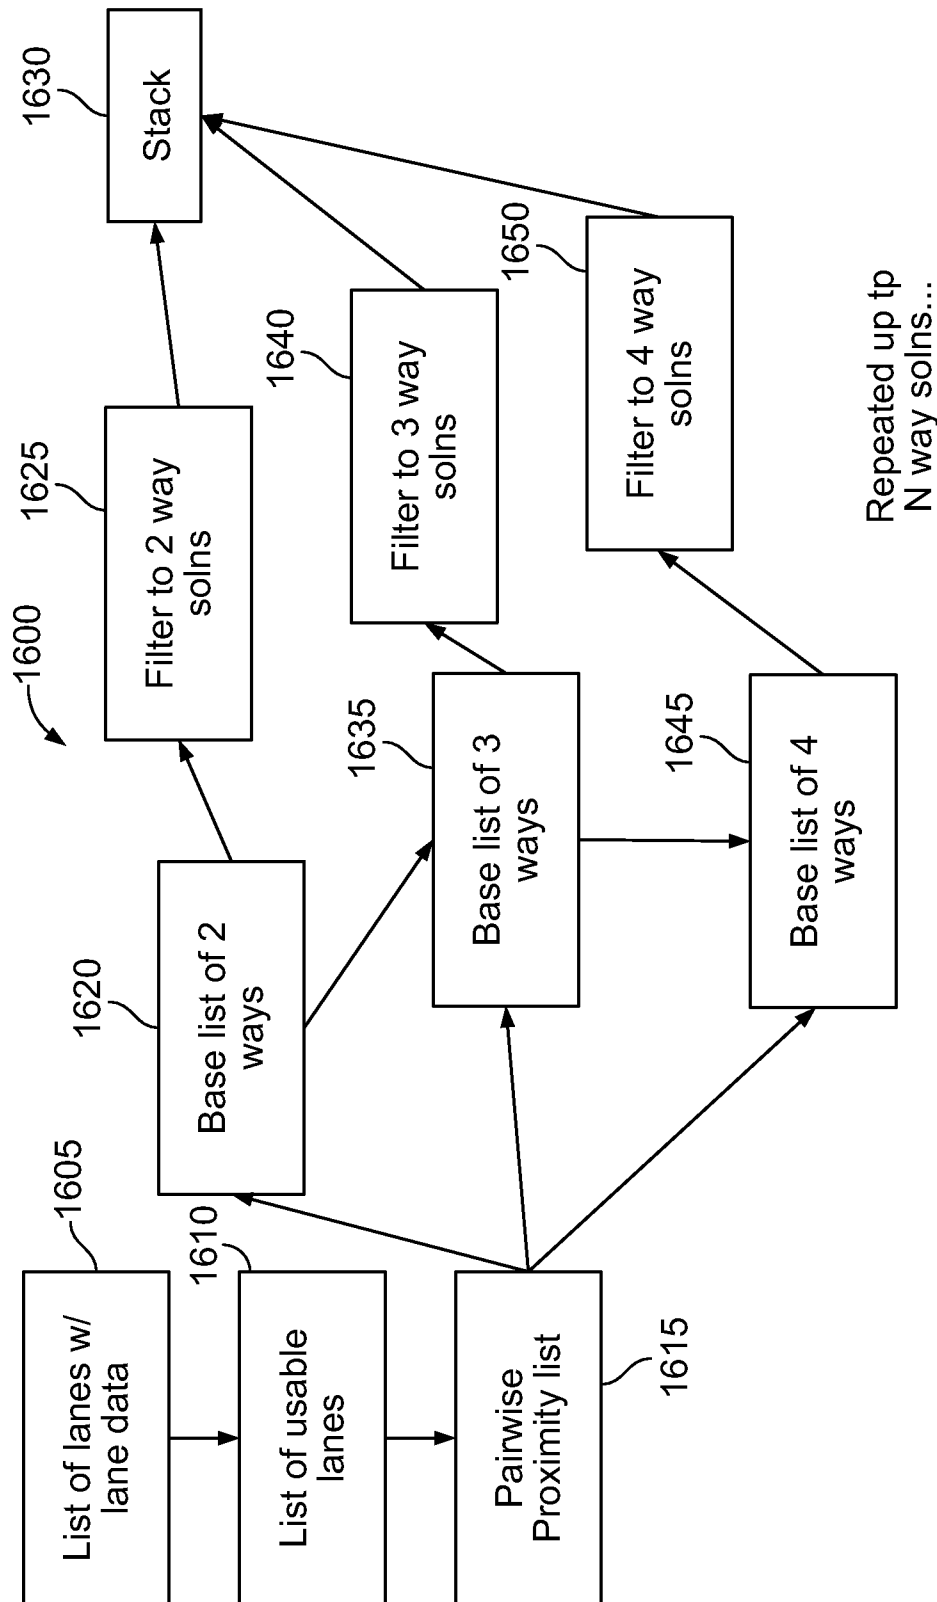 1600
List of lanes w/
lane data
1605
List of usable
lanes
1610
Pairwise
Proximity list
1615
Base list of 2
ways
1620
Filter to 2 way
solns
1625
Stack
1630
Base list of 3
ways
1635
Filter to 3 way
solns
1640
Base list of 4
ways
1645
Filter to 4 way
solns
1650
Repeated up tp
N way solns...